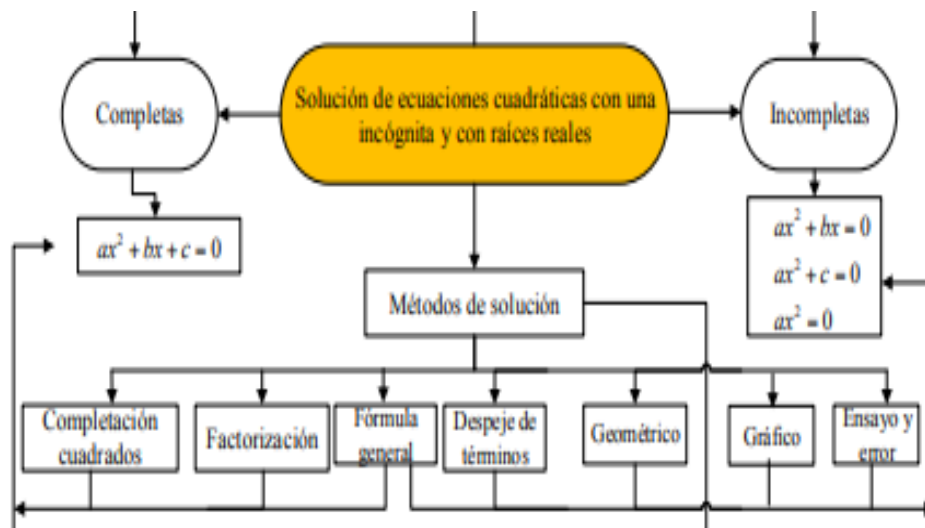 Completas
Solución de ecuaciones cuadráticas con una
incógnita y con raíces reales
Incompletas
ax² + bx + c = 0
ax² + bx = 0
ax² + c = 0
ax² = 0
Métodos de solución
Completación
cuadrados
Factorización
Fórmula
general
Despeje de
términos
Geométrico
Gráfico
Ensayo y
error